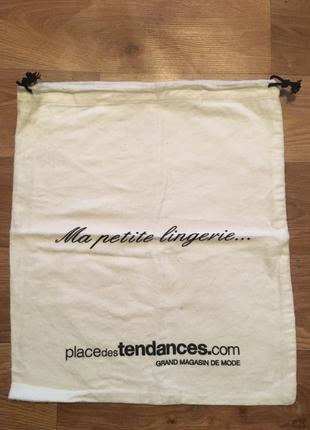 Ma petite lingerie...
placedestendances.com
GRAND MAGASIN DE MODE